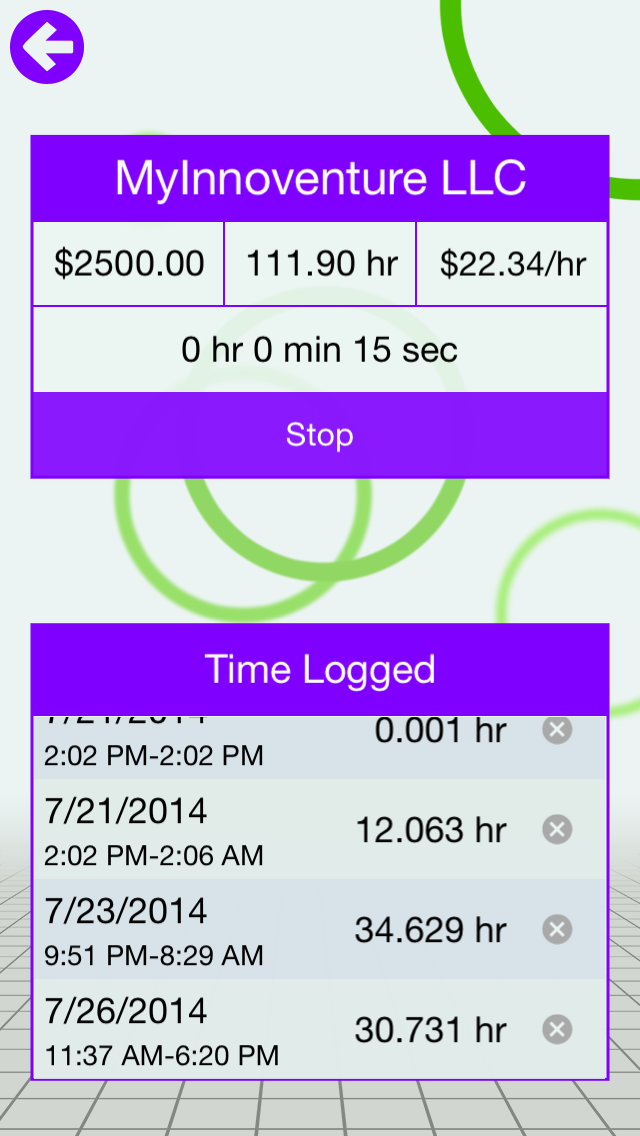 MyInnoventure LLC
$2500.00 111.90 hr $22.34/hr
0 hr 0 min 15 sec
Stop
Time Logged
7/21/2014 0.001 hr
2:02 PM-2:02 PM
7/21/2014 12.063 hr
2:02 PM-2:06 AM
7/23/2014 34.629 hr
9:51 PM-8:29 AM
7/26/2014 30.731 hr
11:37 AM-6:20 PM